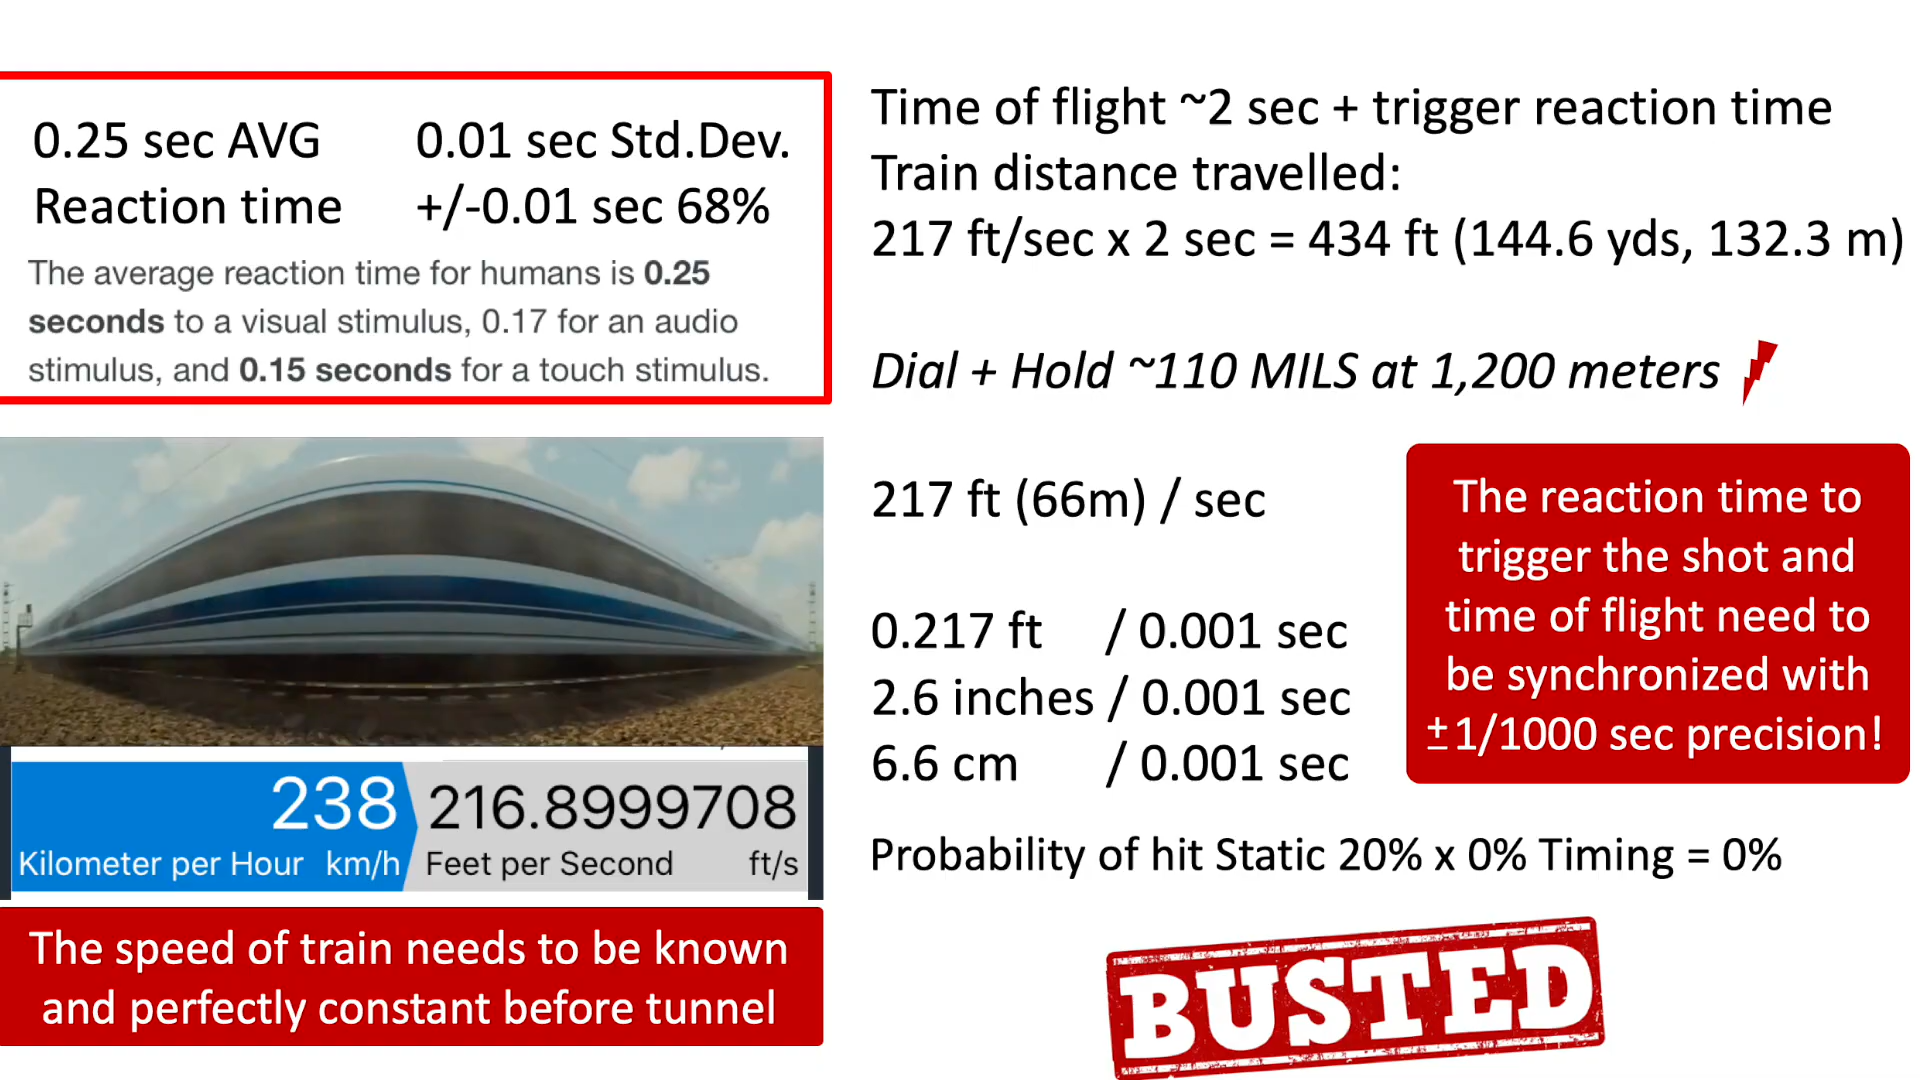 0.25 sec AVG 0.01 sec Std.Dev.
Reaction time +/-0.01 sec 68%
The average reaction time for humans is 0.25
seconds to a visual stimulus, 0.17 for an audio
stimulus, and 0.15 seconds for a touch stimulus.
238 216.8999708
Kilometer per Hour km/h Feet per Second ft/s
The speed of train needs to be known
and perfectly constant before tunnel
Time of flight ~2 sec + trigger reaction time
Train distance travelled:
217 ft/sec x 2 sec = 434 ft (144.6 yds, 132.3 m)
Dial + Hold ~110 MILS at 1,200 meters
217 ft (66m) / sec
0.217 ft / 0.001 sec
2.6 inches / 0.001 sec
6.6 cm / 0.001 sec
The reaction time to
trigger the shot and
time of flight need to
be synchronized with
±1/1000 sec precision!
Probability of hit Static 20% x 0% Timing = 0%
BUSTED